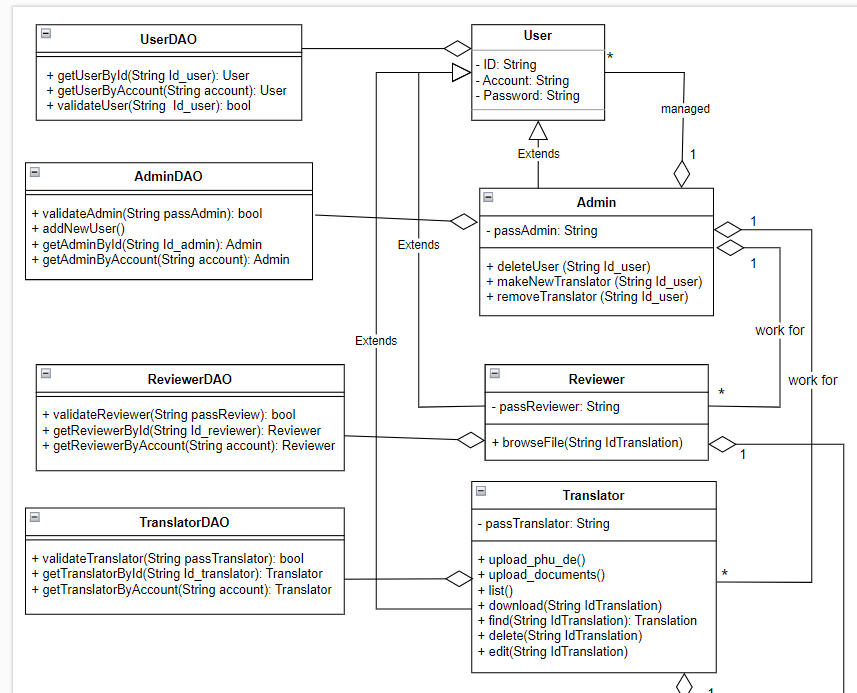 UserDAO
+ getUserById(String Id_user): User
+ getUserByAccount(String account): User
+ validateUser(String Id_user): bool
User
- ID: String
- Account: String
- Password: String
*
managed
1
Extends
AdminDAO
+ validateAdmin(String passAdmin): bool
+ addNewUser()
+ getAdminById(String Id_admin): Admin
+ getAdminByAccount(String account): Admin
Admin
- passAdmin: String
+ deleteUser (String Id_user)
+ makeNewTranslator (String Id_user)
+ removeTranslator (String Id_user)
1
1
Extends
Extends
work for
work for
ReviewerDAO
+ validateReviewer(String passReview): bool
+ getReviewerById(String Id_reviewer): Reviewer
+ getReviewerByAccount(String account): Reviewer
Reviewer
- passReviewer: String
+ browseFile(String IdTranslation)
*
1
TranslatorDAO
+ validateTranslator(String passTranslator): bool
+ getTranslatorById(String Id_translator): Translator
+ getTranslatorByAccount(String account): Translator
Translator
- passTranslator: String
+ upload_phu_de()
+ upload_documents()
+ list()
+ download(String IdTranslation)
+ find(String IdTranslation): Translation
+ delete(String IdTranslation)
+ edit(String IdTranslation)
*
1